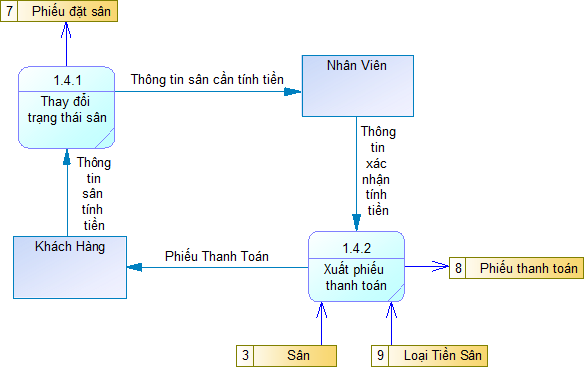 7 Phiếu đặt sân
1.4.1
Thay đổi
trạng thái sân
Thông tin sân cần tính tiền
Nhân Viên
Thông
tin
sân
tính
tiền
Thông
tin
xác
nhận
tính
tiền
Khách Hàng
Phiếu Thanh Toán
1.4.2
Xuất phiếu
thanh toán
8 Phiếu thanh toán
3 Sân
9 Loại Tiền Sân